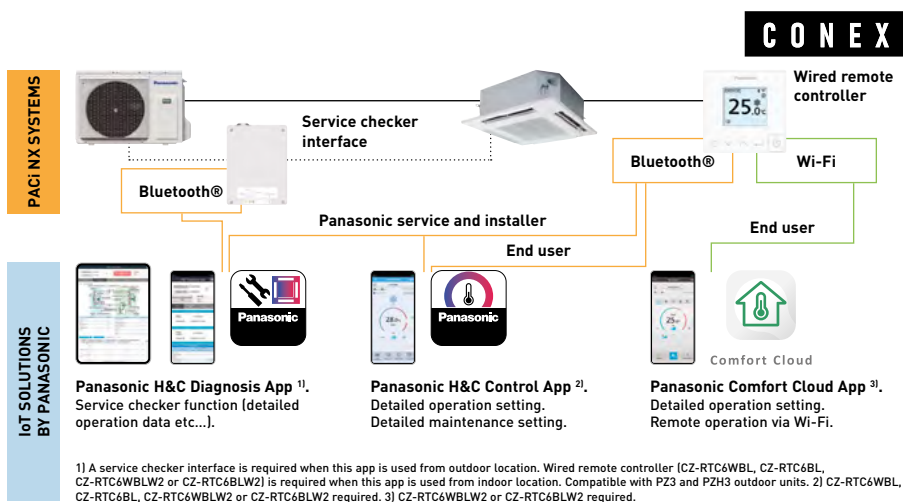 CONEX
PACi NX SYSTEMS
Panasonic
Service checker
interface
Panasonic
25.0c
Wired remote
controller
Bluetooth®
Bluetooth®
Wi-Fi
Panasonic service and installer
End user
End user
IoT SOLUTIONS
BY PANASONIC
Panasonic
28.0
Panasonic
25
Comfort Cloud
Panasonic H&C Diagnosis App 1).
Service checker function (detailed
operation data etc...).
Panasonic H&C Control App 2).
Detailed operation setting.
Detailed maintenance setting.
Panasonic Comfort Cloud App 3).
Detailed operation setting.
Remote operation via Wi-Fi.
1) A service checker interface is required when this app is used from outdoor location. Wired remote controller (CZ-RTC6WBL, CZ-RTC6BL,
CZ-RTC6WBLW2 or CZ-RTC6BLW2) is required when this app is used from indoor location. Compatible with PZ3 and PZH3 outdoor units. 2) CZ-RTC6WBL,
CZ-RTC6BL, CZ-RTC6WBLW2 or CZ-RTC6BLW2 required. 3) CZ-RTC6WBLW2 or CZ-RTC6BLW2 required.